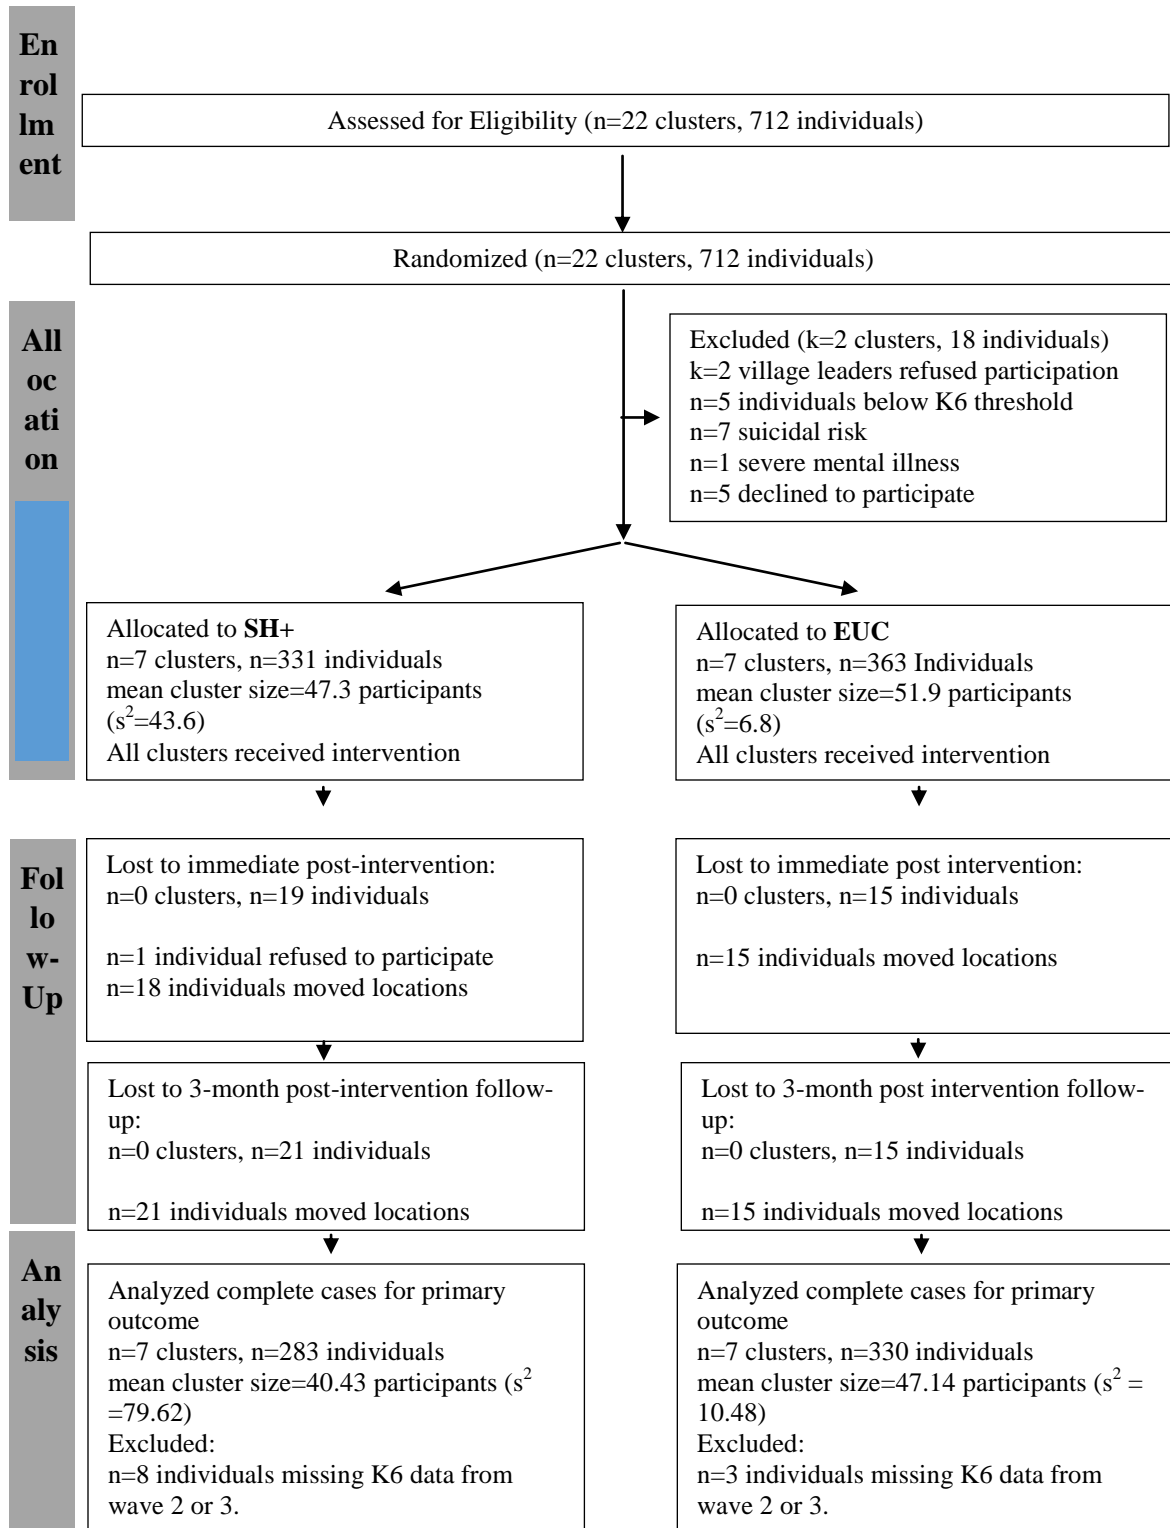 En
rol
lm
ent
Assessed for Eligibility (n=22 clusters, 712 individuals)
Randomized (n=22 clusters, 712 individuals)
All
oc
ati
on
Excluded (k=2 clusters, 18 individuals)
k=2 village leaders refused participation
n=5 individuals below K6 threshold
n=7 suicidal risk
n=1 severe mental illness
n=5 declined to participate
Allocated to SH+
n=7 clusters, n=331 individuals
mean cluster size=47.3 participants
(s²=43.6)
All clusters received intervention
Allocated to EUC
n=7 clusters, n=363 Individuals
mean cluster size=51.9 participants
(s²=6.8)
All clusters received intervention
Fol
lo
w-
Up
Lost to immediate post-intervention:
n=0 clusters, n=19 individuals
n=1 individual refused to participate
n=18 individuals moved locations
Lost to immediate post intervention:
n=0 clusters, n=15 individuals
n=15 individuals moved locations
Lost to 3-month post-intervention follow-
up:
n=0 clusters, n=21 individuals
n=21 individuals moved locations
Lost to 3-month post intervention follow-
up:
n=0 clusters, n=15 individuals
n=15 individuals moved locations
An
aly
sis
Analyzed complete cases for primary
outcome
n=7 clusters, n=283 individuals
mean cluster size=40.43 participants (s²
=79.62)
Excluded:
n=8 individuals missing K6 data from
wave 2 or 3.
Analyzed complete cases for primary
outcome
n=7 clusters, n=330 individuals
mean cluster size=47.14 participants (s² =
10.48)
Excluded:
n=3 individuals missing K6 data from
wave 2 or 3.